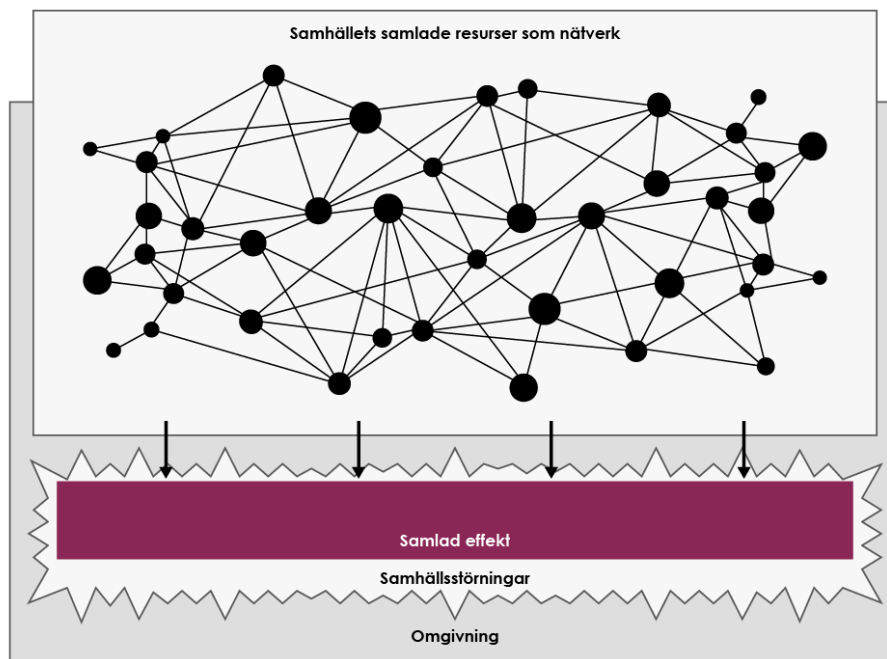 Samhällets samlade resurser som nätverk
Samlad effekt
Samhällsstörningar
Omgivning